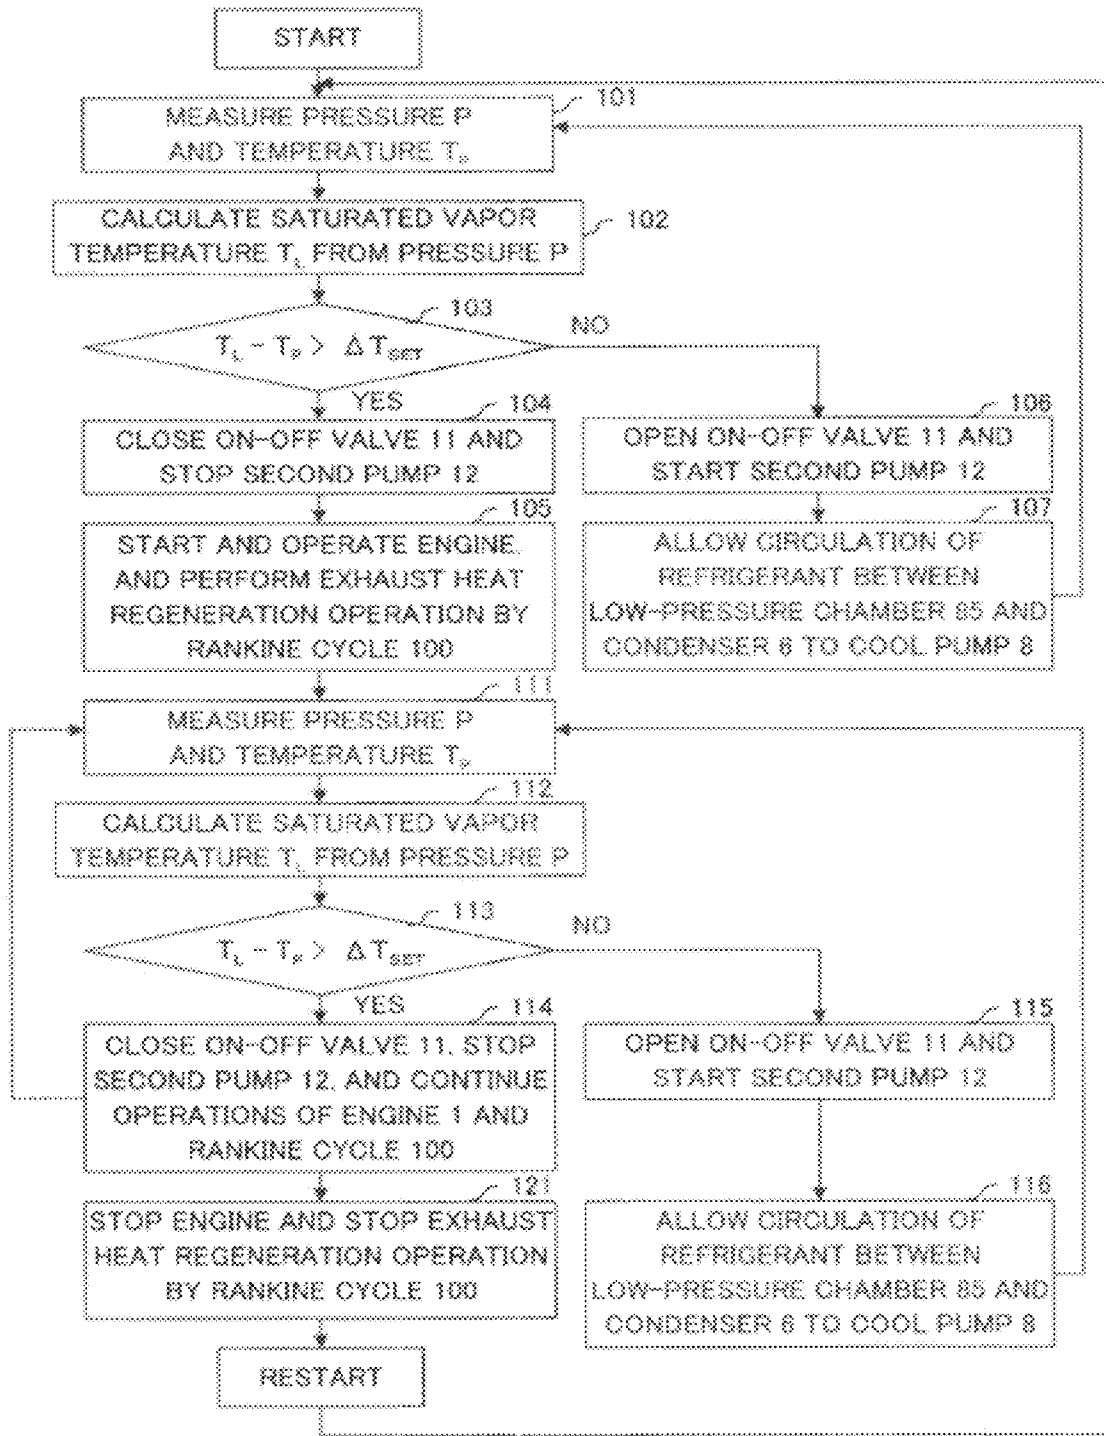 START
101
MEASURE PRESSURE P
AND TEMPERATURE TP
CALCULATE SATURATED VAPOR
TEMPERATURE TL FROM PRESSURE P
102
103
TL - TP > ΔTSET
NO
YES
104
CLOSE ON-OFF VALVE 11 AND
STOP SECOND PUMP 12
106
OPEN ON-OFF VALVE 11 AND
START SECOND PUMP 12
105
START AND OPERATE ENGINE,
AND PERFORM EXHAUST HEAT
REGENERATION OPERATION BY
RANKINE CYCLE 100
107
ALLOW CIRCULATION OF
REFRIGERANT BETWEEN
LOW-PRESSURE CHAMBER 85 AND
CONDENSER 6 TO COOL PUMP 8
111
MEASURE PRESSURE P
AND TEMPERATURE TP
112
CALCULATE SATURATED VAPOR
TEMPERATURE TL FROM PRESSURE P
113
TL - TP > ΔTSET
NO
YES
114
CLOSE ON-OFF VALVE 11, STOP
SECOND PUMP 12, AND CONTINUE
OPERATIONS OF ENGINE 1 AND
RANKINE CYCLE 100
115
OPEN ON-OFF VALVE 11 AND
START SECOND PUMP 12
121
STOP ENGINE AND STOP EXHAUST
HEAT REGENERATION OPERATION
BY RANKINE CYCLE 100
116
ALLOW CIRCULATION OF
REFRIGERANT BETWEEN
LOW-PRESSURE CHAMBER 85 AND
CONDENSER 6 TO COOL PUMP 8
RESTART